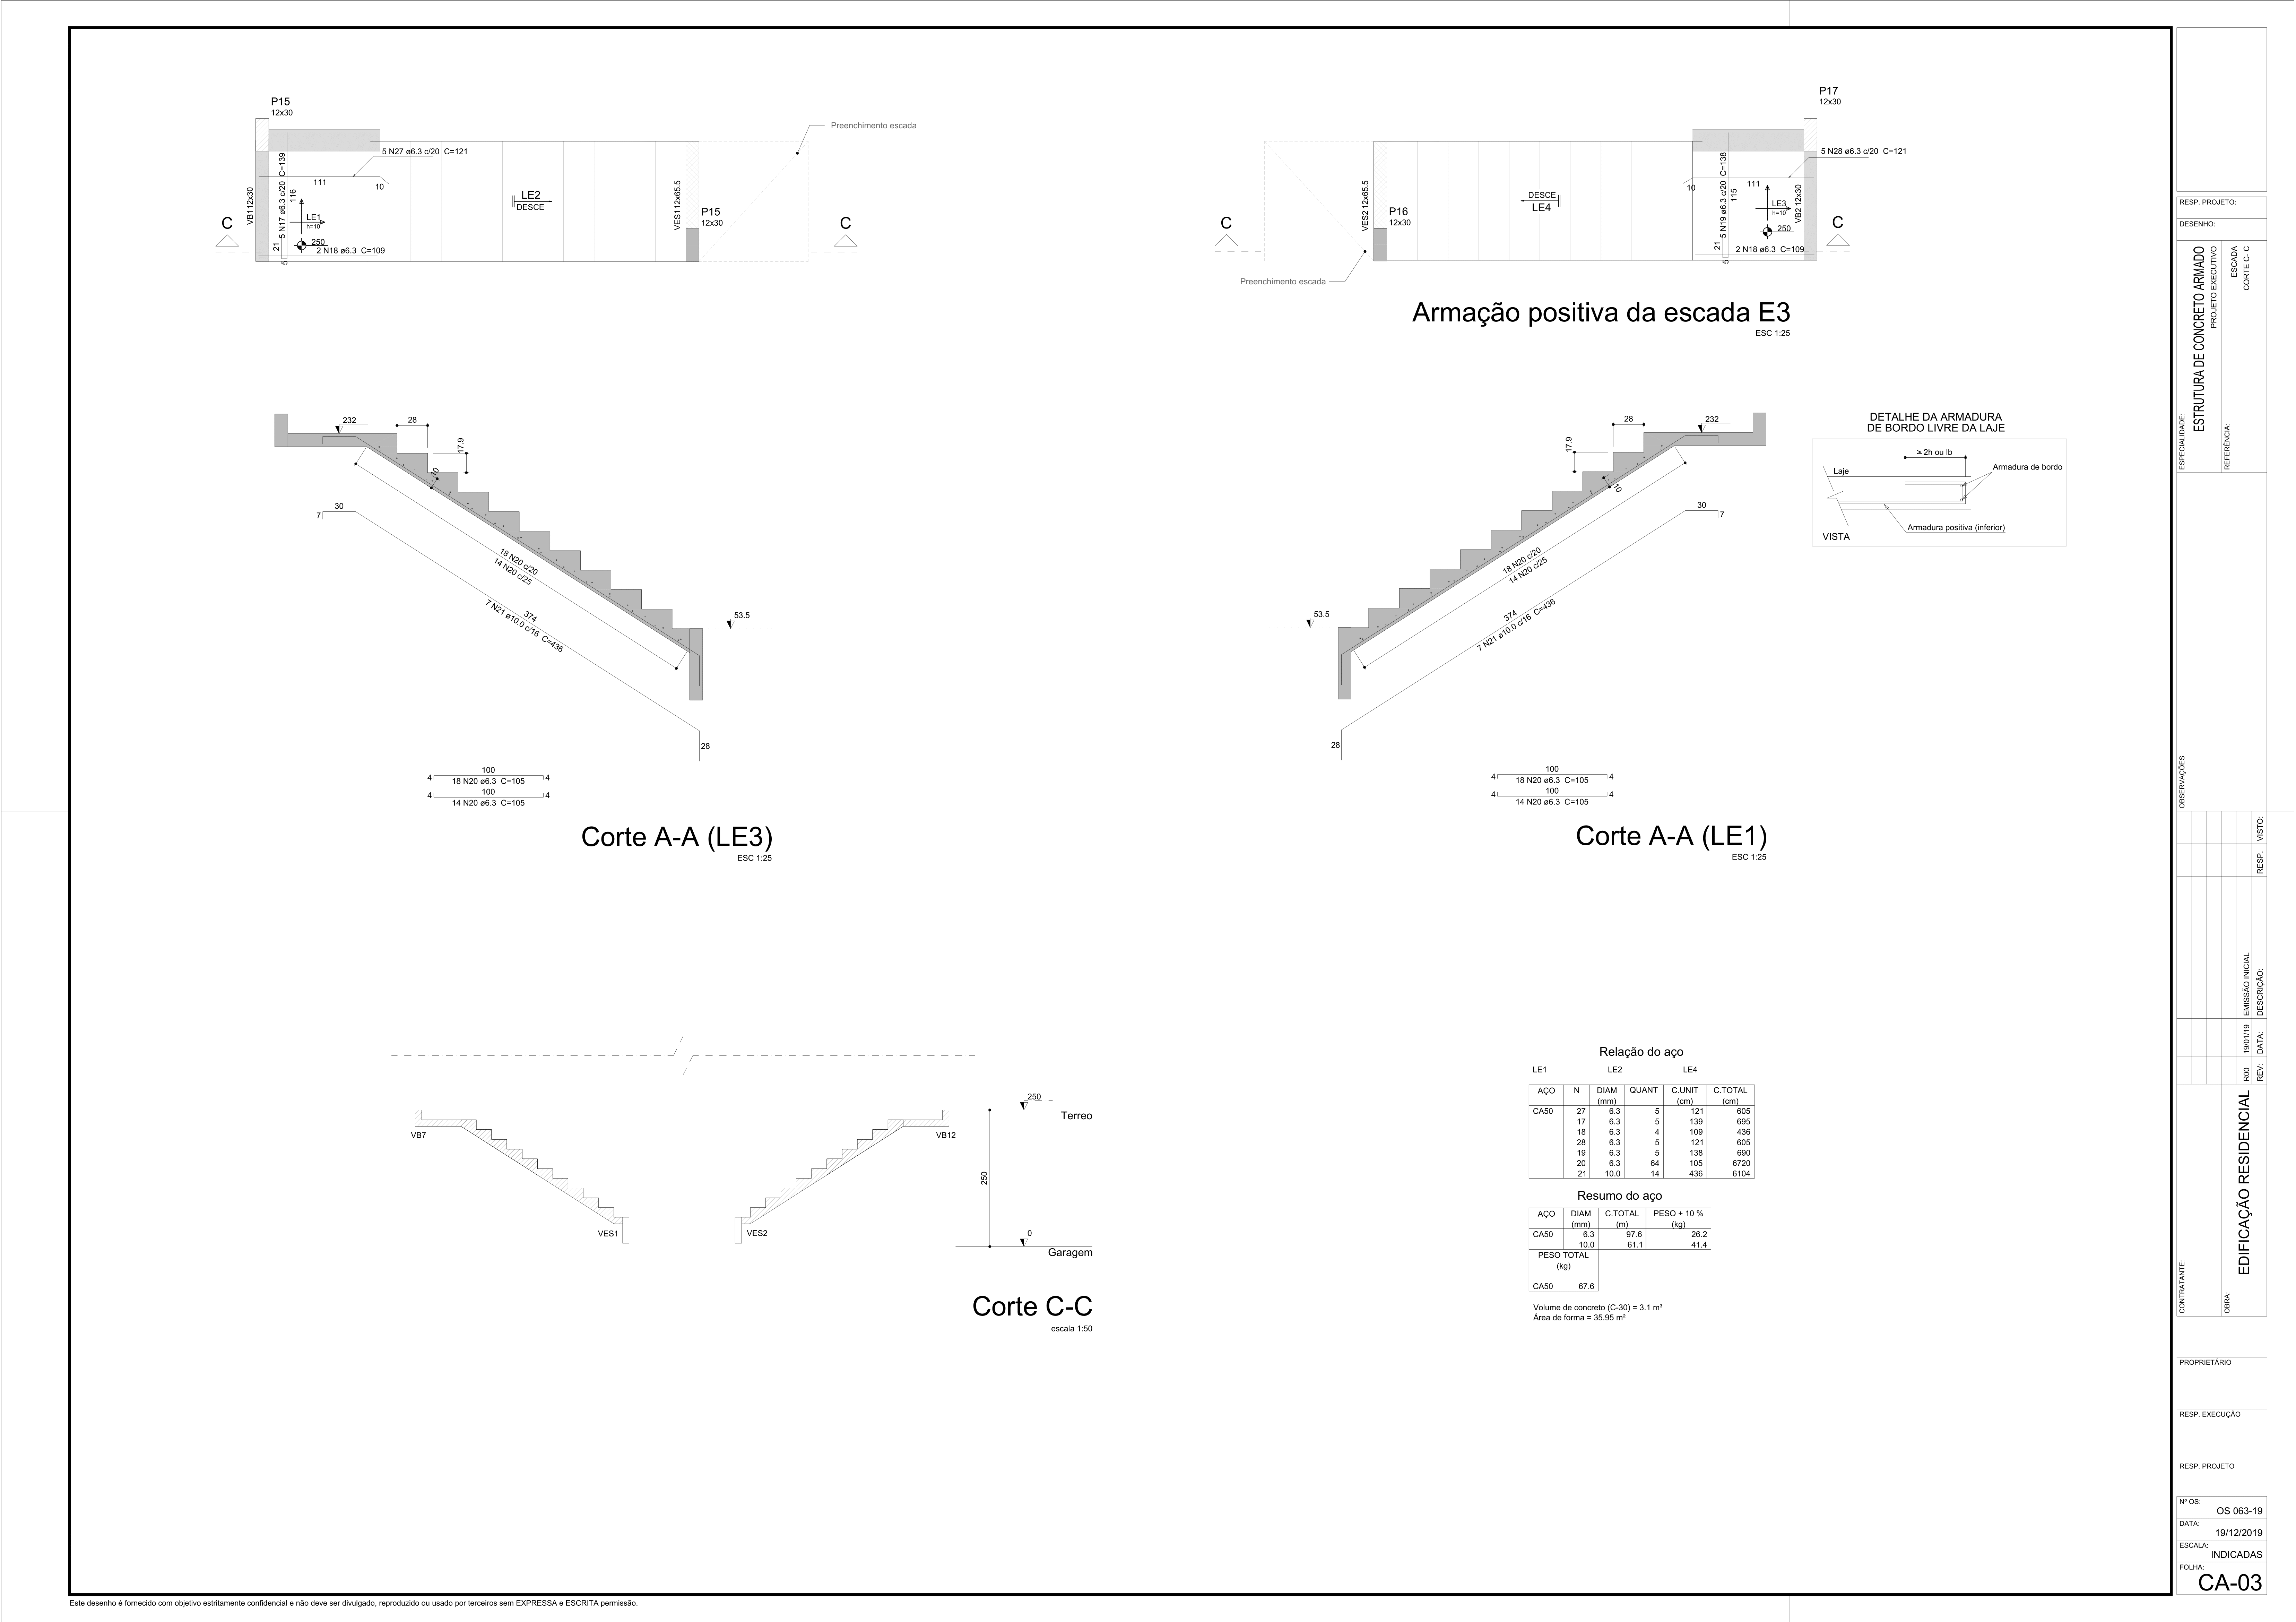 P15
12x30
5 N27 ø6.3 c/20 C=121
111
10
VB1 12x30
5 N17 ø6.3 c/20 C=139
116
LE1
h=10
250
21
5
2 N18 ø6.3 C=109
LE2
DESCE
VES1 12x65.5
P15
12x30
Preenchimento escada
C
C
P17
12x30
5 N28 ø6.3 c/20 C=121
10
111
5 N19 ø6.3 c/20 C=138
115
LE3
h=10
250
VB2 12x30
21
5
2 N18 ø6.3 C=109
DESCE
LE4
VES2 12x65.5
P16
12x30
C
C
Preenchimento escada
Armação positiva da escada E3
ESC 1:25
232
28
17.9
10
30
7
18 N20 c/20
14 N20 c/25
374
7 N21 ø10.0 c/16 C=436
53.5
28
4
100
4
18 N20 ø6.3 C=105
4
100
4
14 N20 ø6.3 C=105
Corte A-A (LE3)
ESC 1:25
28
232
17.9
10
30
7
18 N20 c/20
14 N20 c/25
374
7 N21 ø10.0 c/16 C=436
53.5
28
4
100
4
18 N20 ø6.3 C=105
4
100
4
14 N20 ø6.3 C=105
Corte A-A (LE1)
ESC 1:25
DETALHE DA ARMADURA
DE BORDO LIVRE DA LAJE
≥ 2h ou lb
Laje
Armadura de bordo
Armadura positiva (inferior)
VISTA
VB7
VES1
VB12
VES2
250
Terreo
250
0
Garagem
Corte C-C
escala 1:50
Relação do aço
LE1 LE2 LE4
AÇO N DIAM QUANT C.UNIT C.TOTAL
(mm) (cm) (cm)
CA50 27 6.3 5 121 605
17 6.3 5 139 695
18 6.3 4 109 436
28 6.3 5 121 605
19 6.3 5 138 690
20 6.3 64 105 6720
21 10.0 14 436 6104
Resumo do aço
AÇO DIAM C.TOTAL PESO + 10 %
(mm) (m) (kg)
CA50 6.3 97.6 26.2
10.0 61.1 41.4
PESO TOTAL
(kg)
CA50 67.6
Volume de concreto (C-30) = 3.1 m³
Área de forma = 35.95 m²
RESP. PROJETO:
DESENHO:
ESPECIALIDADE:
ESTRUTURA DE CONCRETO ARMADO
PROJETO EXECUTIVO
REFERÊNCIA:
ESCADA
CORTE C- C
OBSERVAÇÕES
R00 19/01/19 EMISSÃO INICIAL
REV: DATA: DESCRIÇÃO: RESP. VISTO:
CONTRATANTE:
OBRA:
EDIFICAÇÃO RESIDENCIAL
PROPRIETÁRIO
RESP. EXECUÇÃO
RESP. PROJETO
Nº OS:
OS 063-19
DATA:
19/12/2019
ESCALA:
INDICADAS
FOLHA:
CA-03
Este desenho é fornecido com objetivo estritamente confidencial e não deve ser divulgado, reproduzido ou usado por terceiros sem EXPRESSA e ESCRITA permissão.